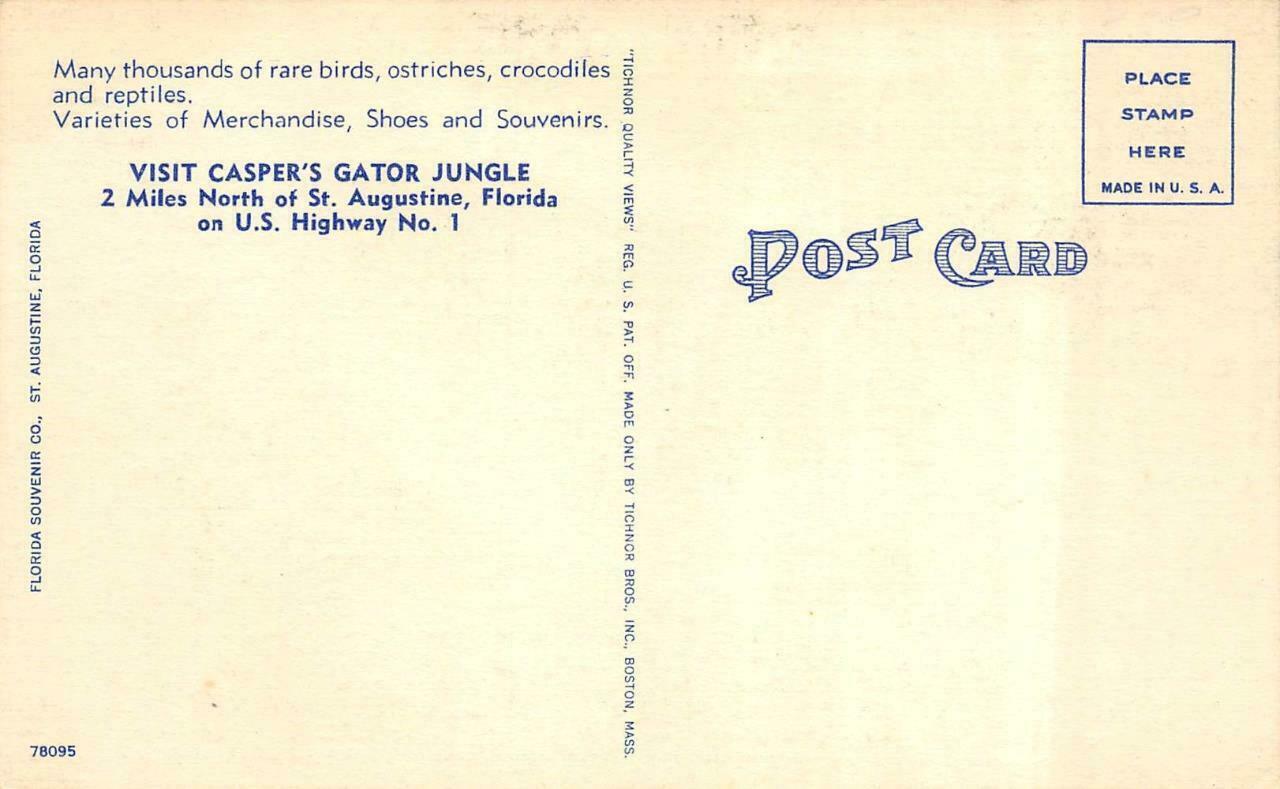 Many thousands of rare birds, ostriches, crocodiles
and reptiles.
Varieties of Merchandise, Shoes and Souvenirs.
VISIT CASPER'S GATOR JUNGLE
2 Miles North of St. Augustine, Florida
on U.S. Highway No. 1
FLORIDA SOUVENIR CO., ST. AUGUSTINE, FLORIDA
78095
"TICHNOR QUALITY VIEWS" REG. U. S. PAT. OFF. MADE ONLY BY TICHNOR BROS., INC., BOSTON, MASS.
POST CARD
PLACE
STAMP
HERE
MADE IN U. S. A.